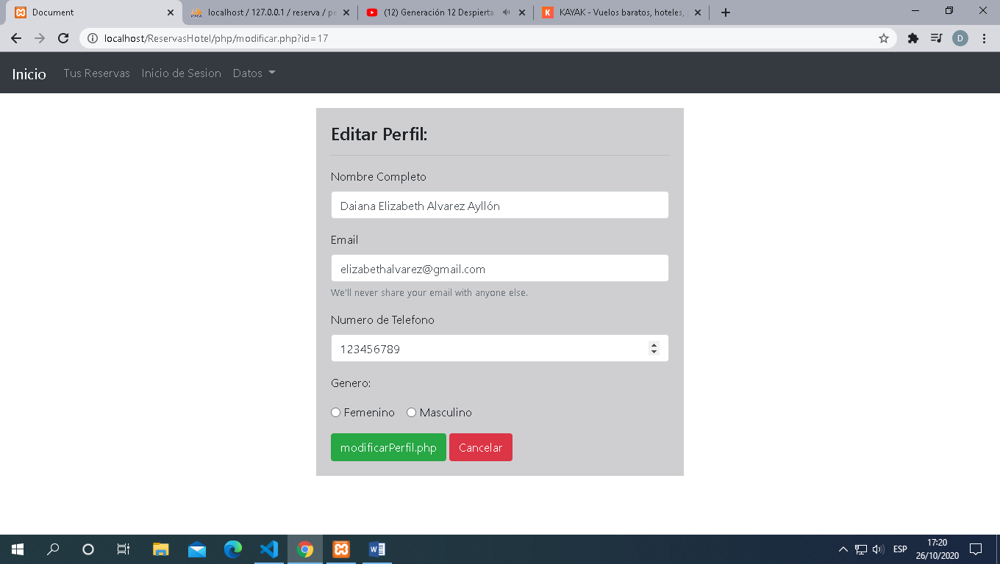 Document
localhost / 127.0.0.1 / reserva / pe
(12) Generación 12 Despierta
KAYAK - Vuelos baratos, hoteles,
localhost/ReservasHotel/php/modificar.php?id=17
D
Inicio Tus Reservas Inicio de Sesion Datos
Editar Perfil:
Nombre Completo
Daiana Elizabeth Alvarez Ayllón
Email
elizabethalvarez@gmail.com
We'll never share your email with anyone else.
Numero de Telefono
123456789
Genero:
Femenino Masculino
modificarPerfil.php Cancelar
ESP
17:20
26/10/2020